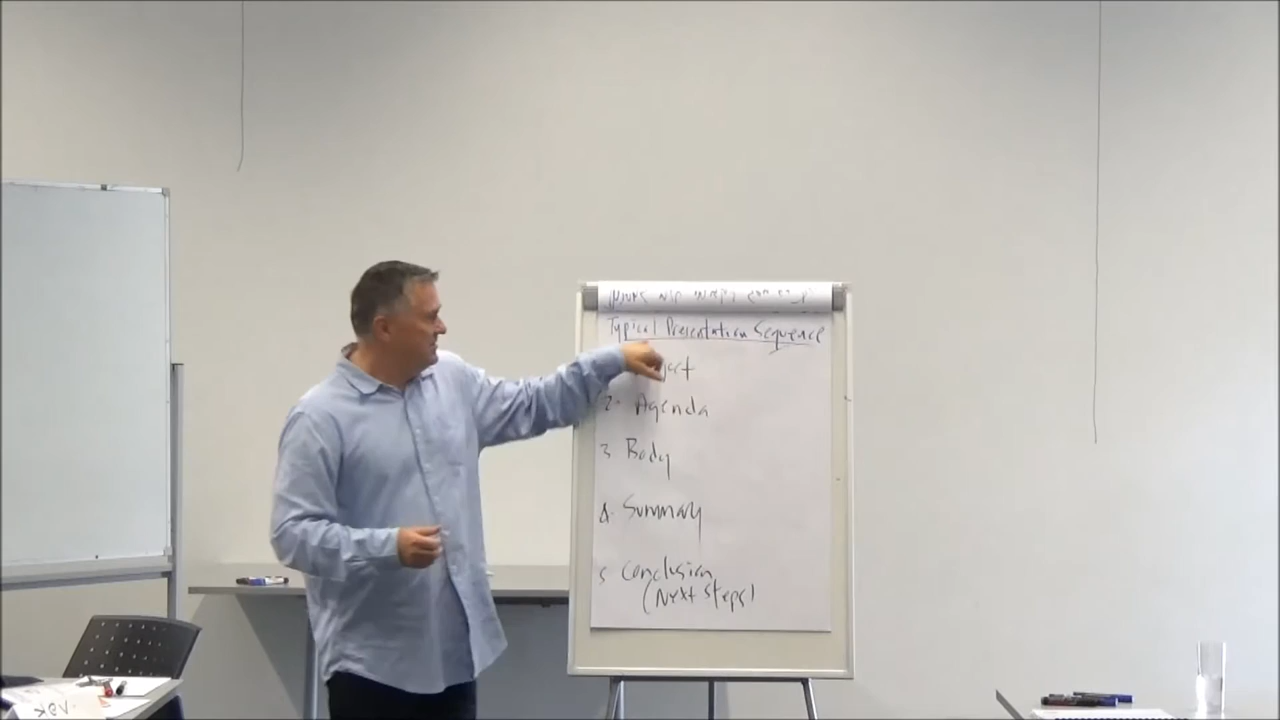 Typical Presentation Sequence
2. Agenda
3 Body
4. Summary
5 Conclusion
(Next Steps)